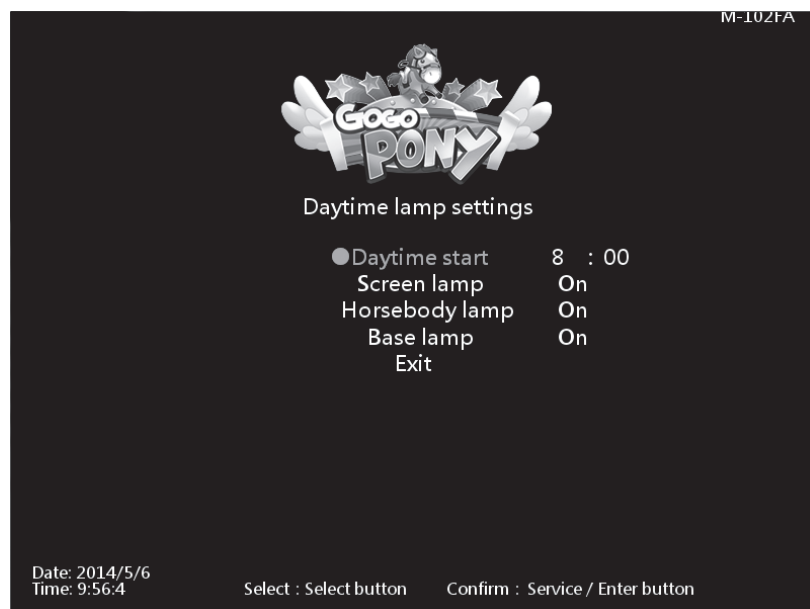 M-102FA
GOGO
PONY
Daytime lamp settings
Daytime start 8 : 00
Screen lamp On
Horsebody lamp On
Base lamp On
Exit
Date: 2014/5/6
Time: 9:56:4
Select : Select button Confirm : Service / Enter button